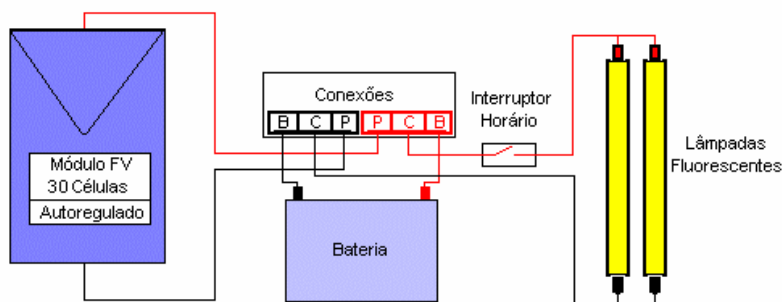 Conexões
B C P P C B
Interruptor
Horário
Módulo FV
30 Células
Autoregulado
Lâmpadas
Fluorescentes
Bateria